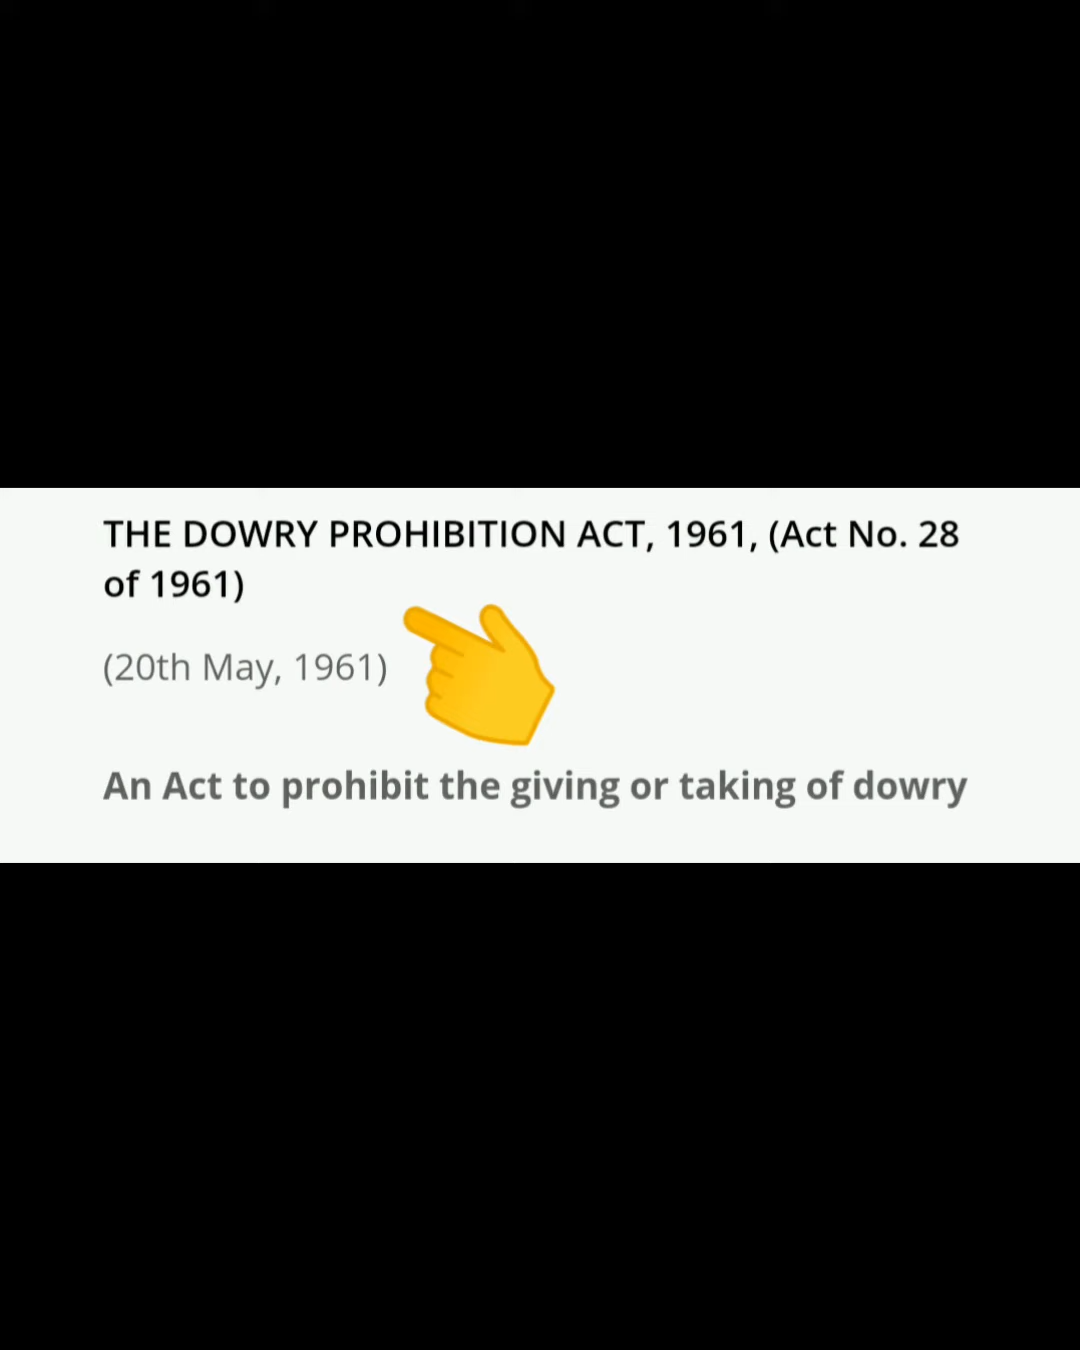 THE DOWRY PROHIBITION ACT, 1961, (Act No. 28
of 1961)
(20th May, 1961)
An Act to prohibit the giving or taking of dowry